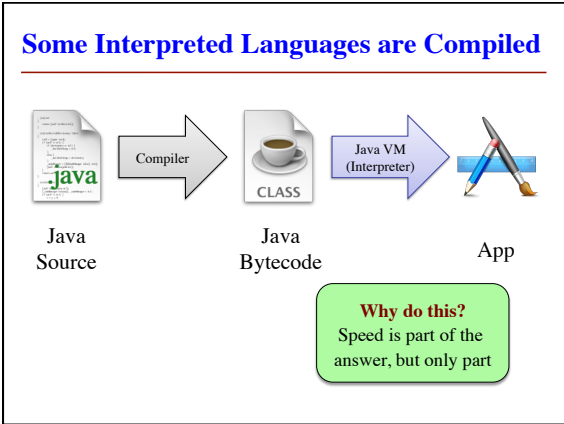 Some Interpreted Languages are Compiled
.java
Compiler
CLASS
Java VM
(Interpreter)
Java
Source
Java
Bytecode
App
Why do this?
Speed is part of the
answer, but only part